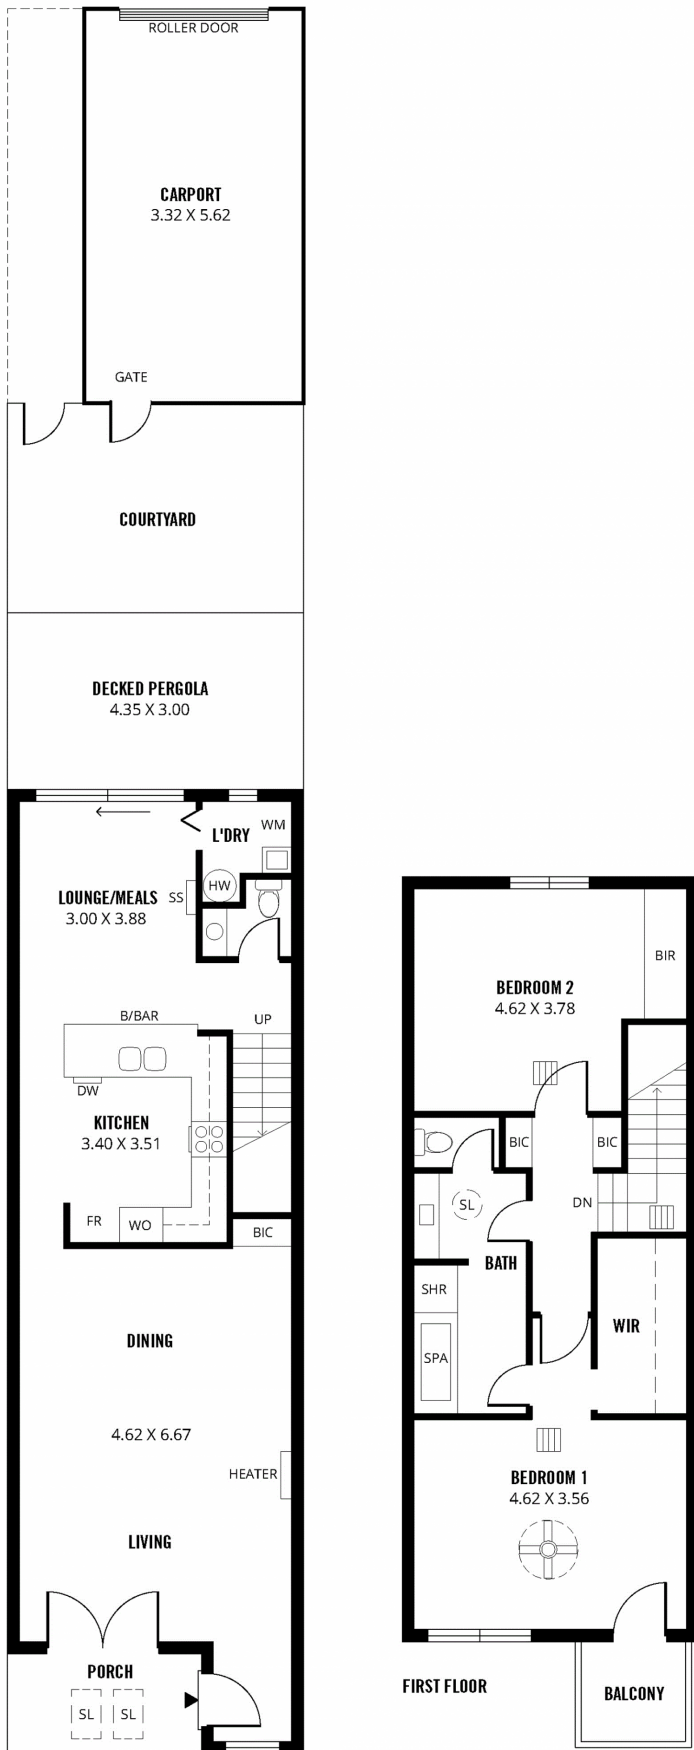 ROLLER DOOR
CARPORT
3.32 X 5.62
GATE
COURTYARD
DECKED PERGOLA
4.35 X 3.00
L'DRY
WM
HW
LOUNGE/MEALS
SS
3.00 X 3.88
B/BAR
UP
DW
KITCHEN
3.40 X 3.51
FR
WO
BIC
DINING
4.62 X 6.67
HEATER
LIVING
PORCH
SL
SL
BIR
BEDROOM 2
4.62 X 3.78
BIC
BIC
SL
DN
BATH
SHR
WIR
SPA
BEDROOM 1
4.62 X 3.56
FIRST FLOOR
BALCONY